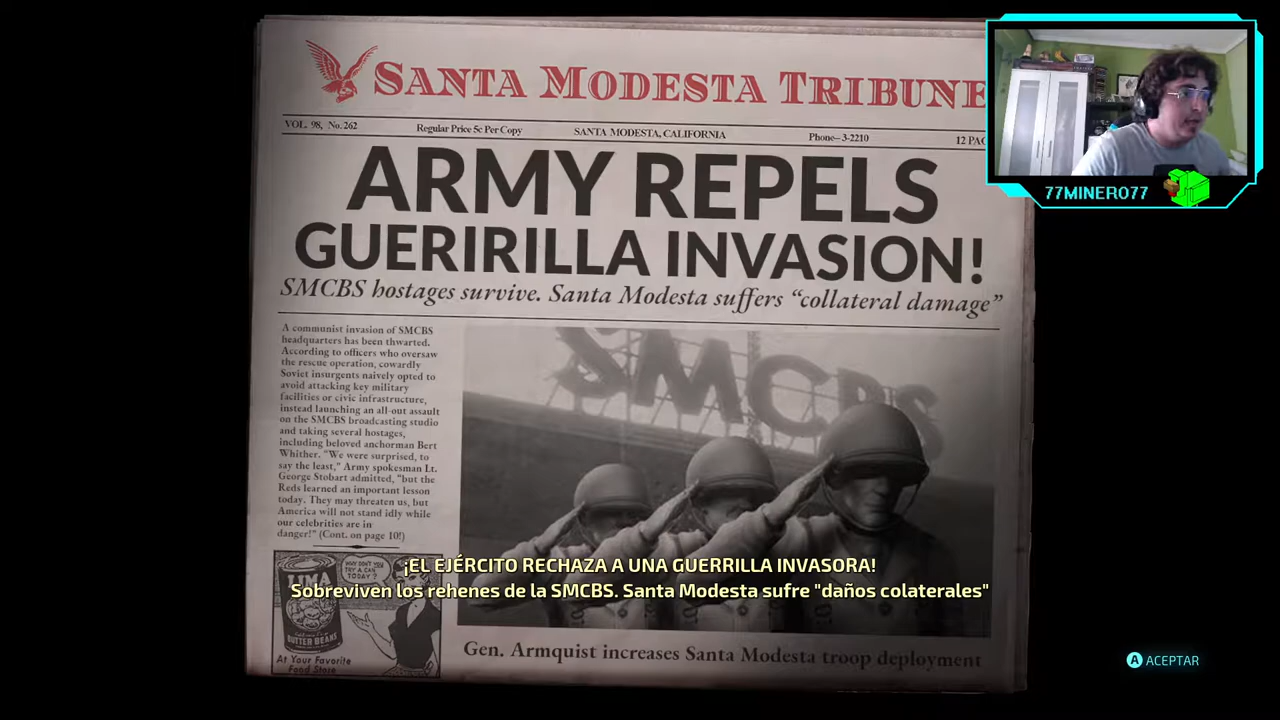 SANTA MODESTA TRIBUNE
VOL. 98, No. 262
Regular Price 5c Per Copy
SANTA MODESTA, CALIFORNIA
Phone—3-2210
12 PAG
ARMY REPELS
GUERIRILLA INVASION!
SMCBS hostages survive. Santa Modesta suffers “collateral damage”
A communist invasion of SMCBS
headquarters has been thwarted.
According to officers who oversaw
the rescue operation, cowardly
Soviet insurgents naively opted to
avoid attacking key military
facilities or civic infrastructure,
instead launching an all-out assault
on the SMCBS broadcasting studio
and taking several hostages,
including beloved anchorman Bert
Whither. "We were surprised, to
say the least," Army spokesman Lt.
George Stobart admitted, "but the
Reds learned an important lesson
today. They may threaten us, but
America will not stand idly while
our celebrities are in
danger!" (Cont. on page 10!)
SMCBS
WHY DON'T YOU
TRY A CAN
TODAY?
LIMA
BUTTER BEANS
At Your Favorite
Food Store
¡EL EJÉRCITO RECHAZA A UNA GUERRILLA INVASORA!
Sobreviven los rehenes de la SMCBS. Santa Modesta sufre "daños colaterales"
Gen. Armquist increases Santa Modesta troop deployment
77MINERO77
A ACEPTAR